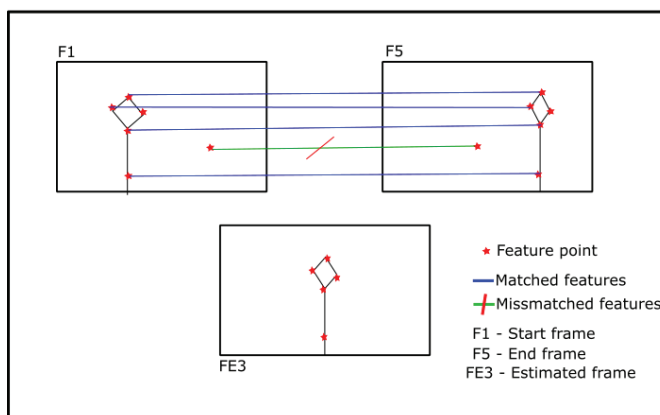 F1
F5
Feature point
Matched features
Missmatched features
F1 - Start frame
F5 - End frame
FE3 - Estimated frame
FE3